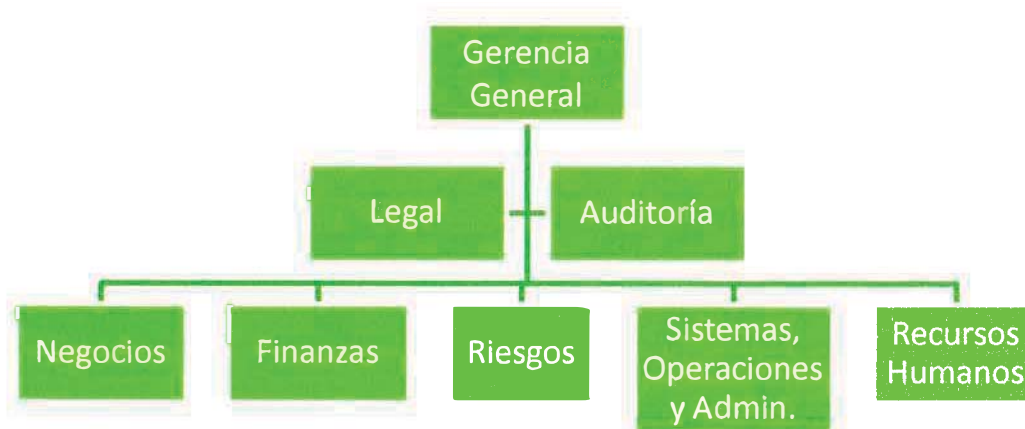 Gerencia
General
Legal
Auditoría
Negocios
Finanzas
Riesgos
Sistemas,
Operaciones
y Admin.
Recursos
Humanos